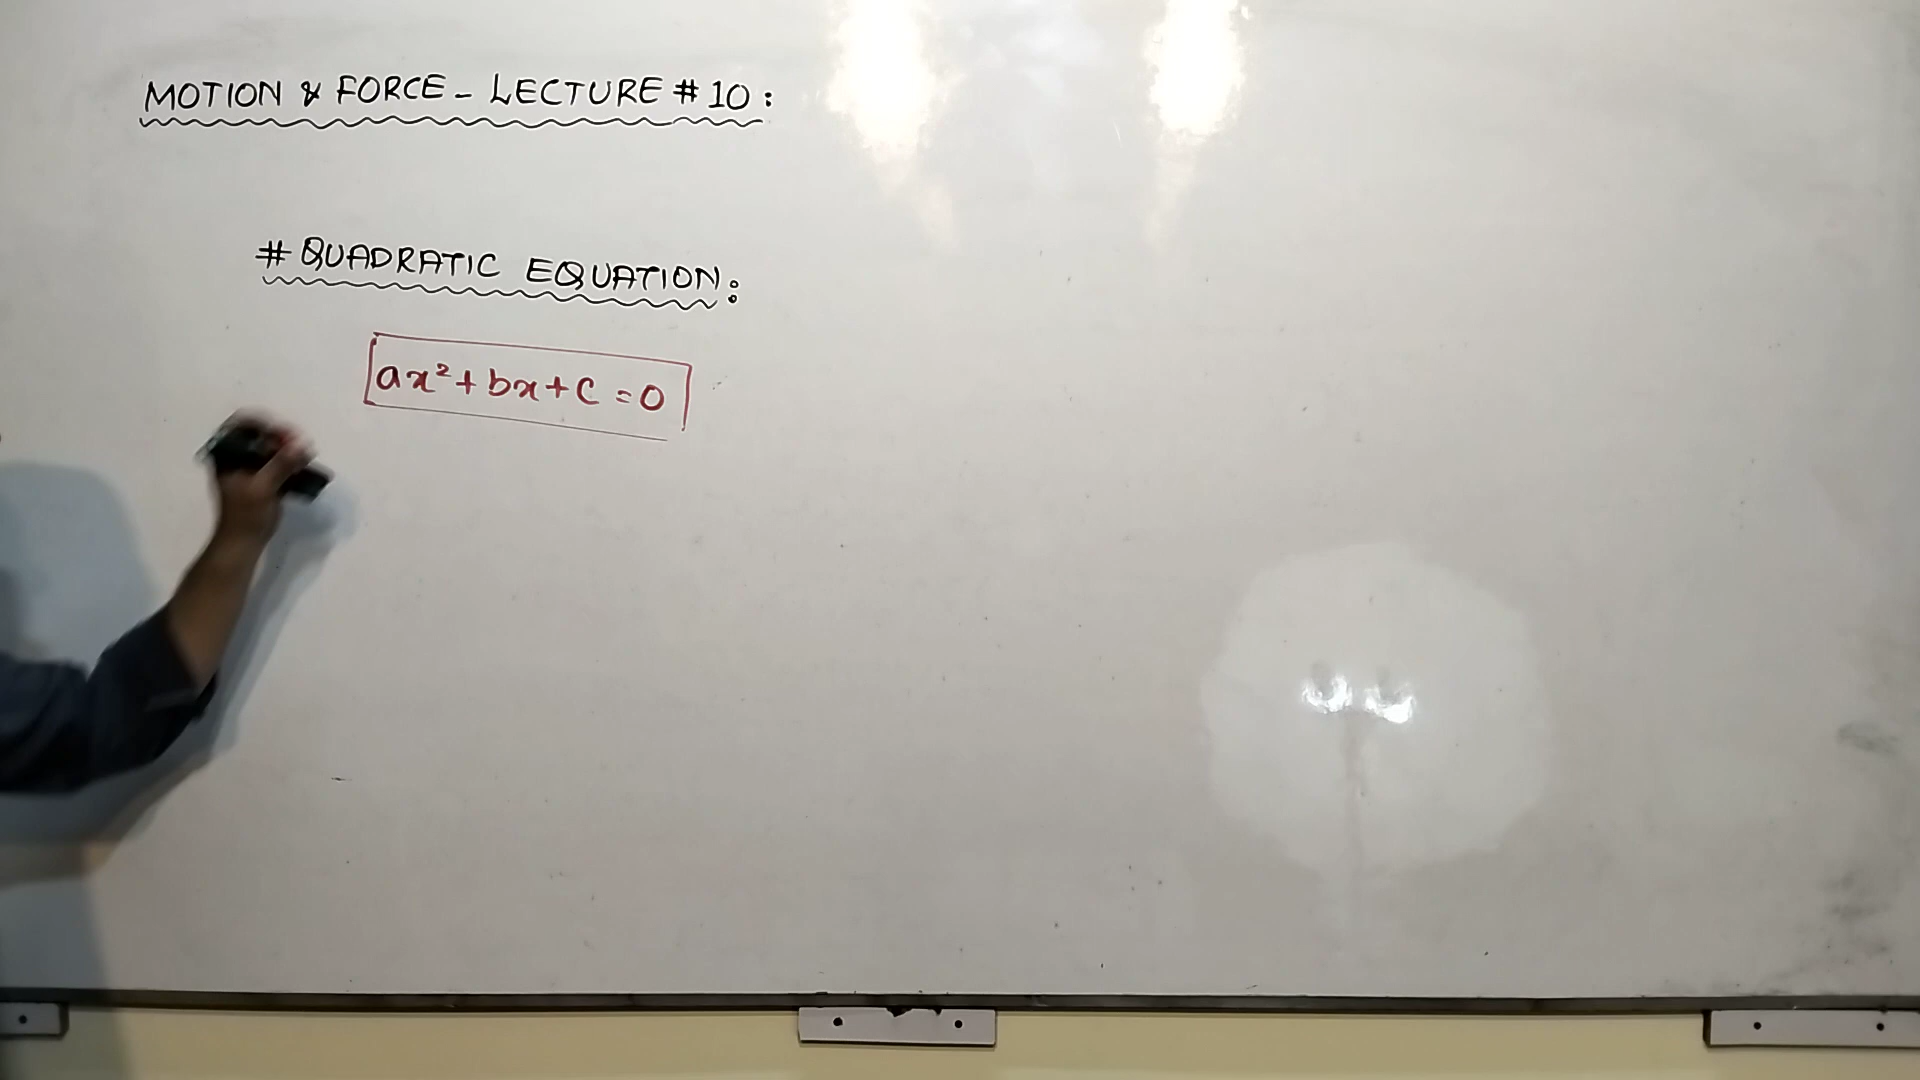 MOTION & FORCE - LECTURE # 10 :
# QUADRATIC EQUATION :
ax² + bx + C = 0